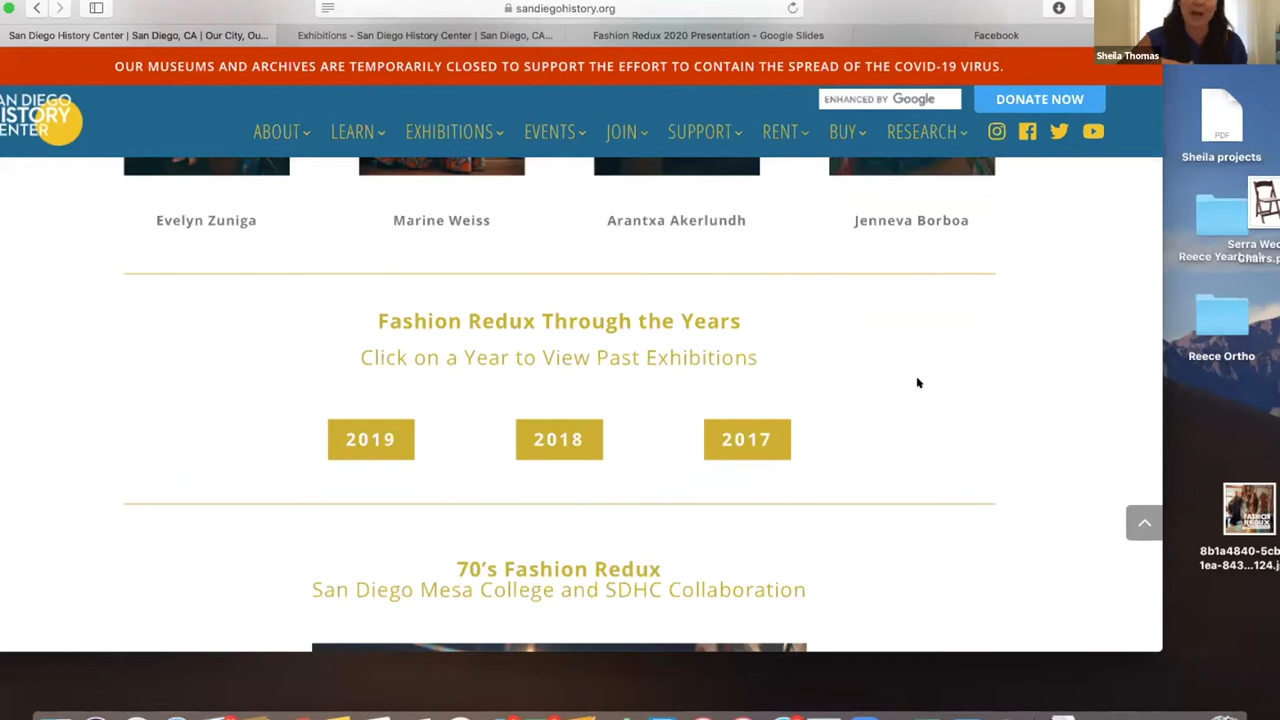 sandiegohistory.org
San Diego History Center | San Diego, CA | Our City, Ou...
Exhibitions - San Diego History Center | San Diego, CA...
Fashion Redux 2020 Presentation - Google Slides
Facebook
Sheila Thomas
OUR MUSEUMS AND ARCHIVES ARE TEMPORARILY CLOSED TO SUPPORT THE EFFORT TO CONTAIN THE SPREAD OF THE COVID-19 VIRUS.
SAN DIEGO
HISTORY
CENTER
ENHANCED BY Google
DONATE NOW
ABOUT LEARN EXHIBITIONS EVENTS JOIN SUPPORT RENT BUY RESEARCH
PDF
Sheila projects
Evelyn Zuniga
Marine Weiss
Arantxa Akerlundh
Jenneva Borboa
Serra Wed
Chairs.p
Reece
Fashion Redux Through the Years
Click on a Year to View Past Exhibitions
Reece Ortho
2019
2018
2017
FASHION
REDUX
8b1a4840-5cb
1ea-843...124.j
70's Fashion Redux
San Diego Mesa College and SDHC Collaboration